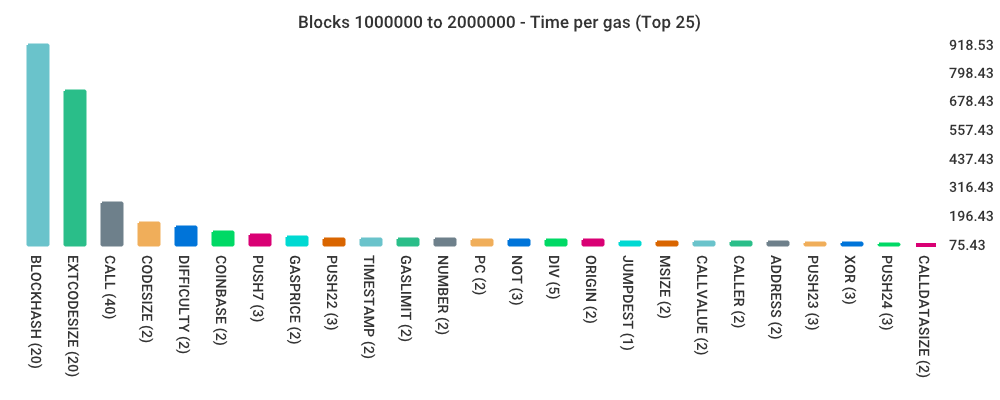 Blocks 1000000 to 2000000 - Time per gas (Top 25)
918.53
798.43
678.43
557.43
437.43
316.43
196.43
75.43
BLOCKHASH (20)
EXTCODESIZE (20)
CALL (40)
CODESIZE (2)
DIFFICULTY (2)
COINBASE (2)
PUSH7 (3)
GASPRICE (2)
PUSH22 (3)
TIMESTAMP (2)
GASLIMIT (2)
NUMBER (2)
PC (2)
NOT (3)
DIV (5)
ORIGIN (2)
JUMPDEST (1)
MSIZE (2)
CALLVALUE (2)
CALLER (2)
ADDRESS (2)
PUSH23 (3)
XOR (3)
PUSH24 (3)
CALLDATASIZE (2)